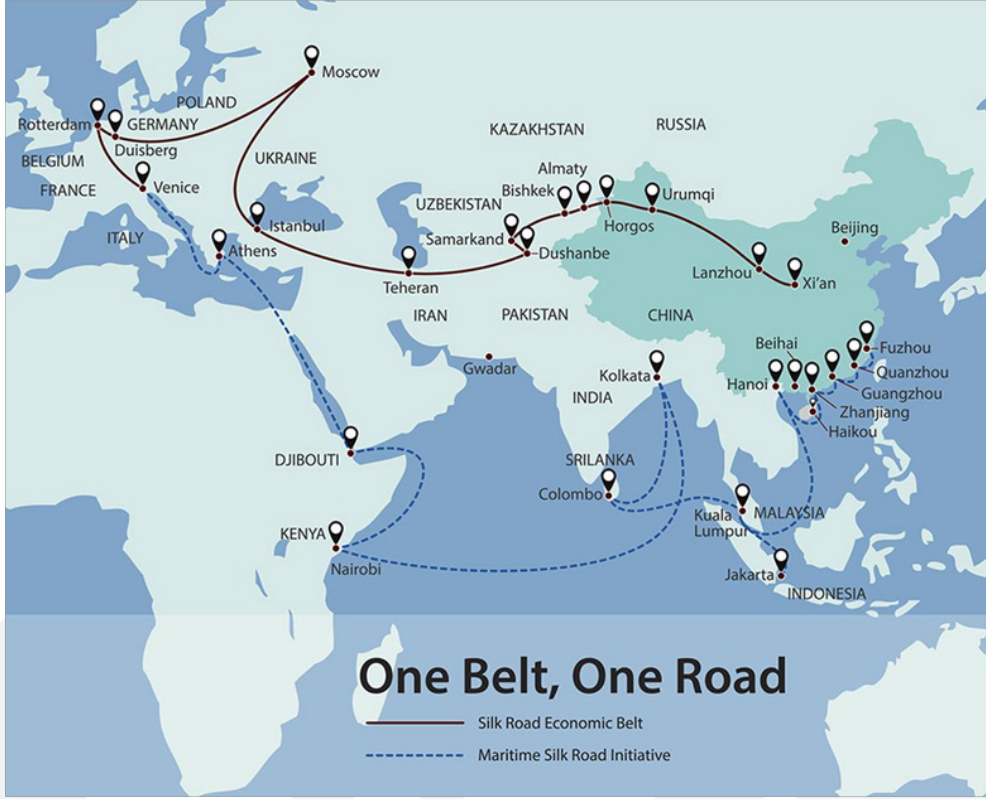 Moscow
POLAND
Rotterdam
GERMANY
Duisberg
BELGIUM
FRANCE
Venice
UKRAINE
ITALY
Athens
Istanbul
KAZAKHSTAN
RUSSIA
Almaty
Bishkek
UZBEKISTAN
Samarkand
Horgos
Urumqi
Dushanbe
Teheran
Beijing
Lanzhou
Xi'an
IRAN
PAKISTAN
CHINA
Gwadar
Kolkata
INDIA
Beihai
Hanoi
Fuzhou
Quanzhou
Guangzhou
Zhanjiang
Haikou
DJIBOUTI
SRILANKA
Colombo
KENYA
Nairobi
Kuala
Lumpur
MALAYSIA
Jakarta
INDONESIA
One Belt, One Road
Silk Road Economic Belt
Maritime Silk Road Initiative